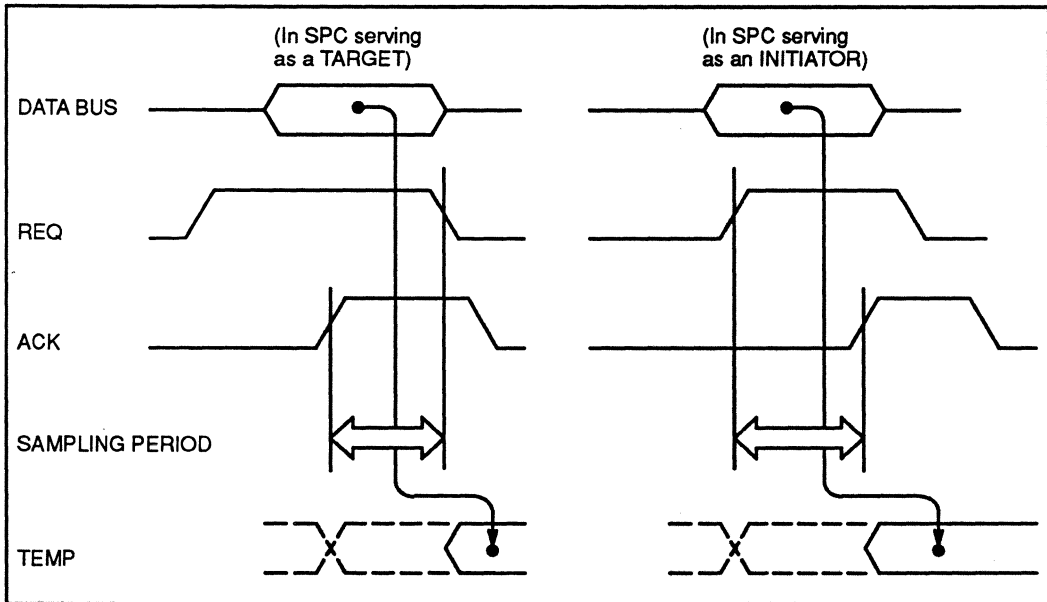 (In SPC serving
as a TARGET)
(In SPC serving
as an INITIATOR)
DATA BUS
REQ
ACK
SAMPLING PERIOD
TEMP